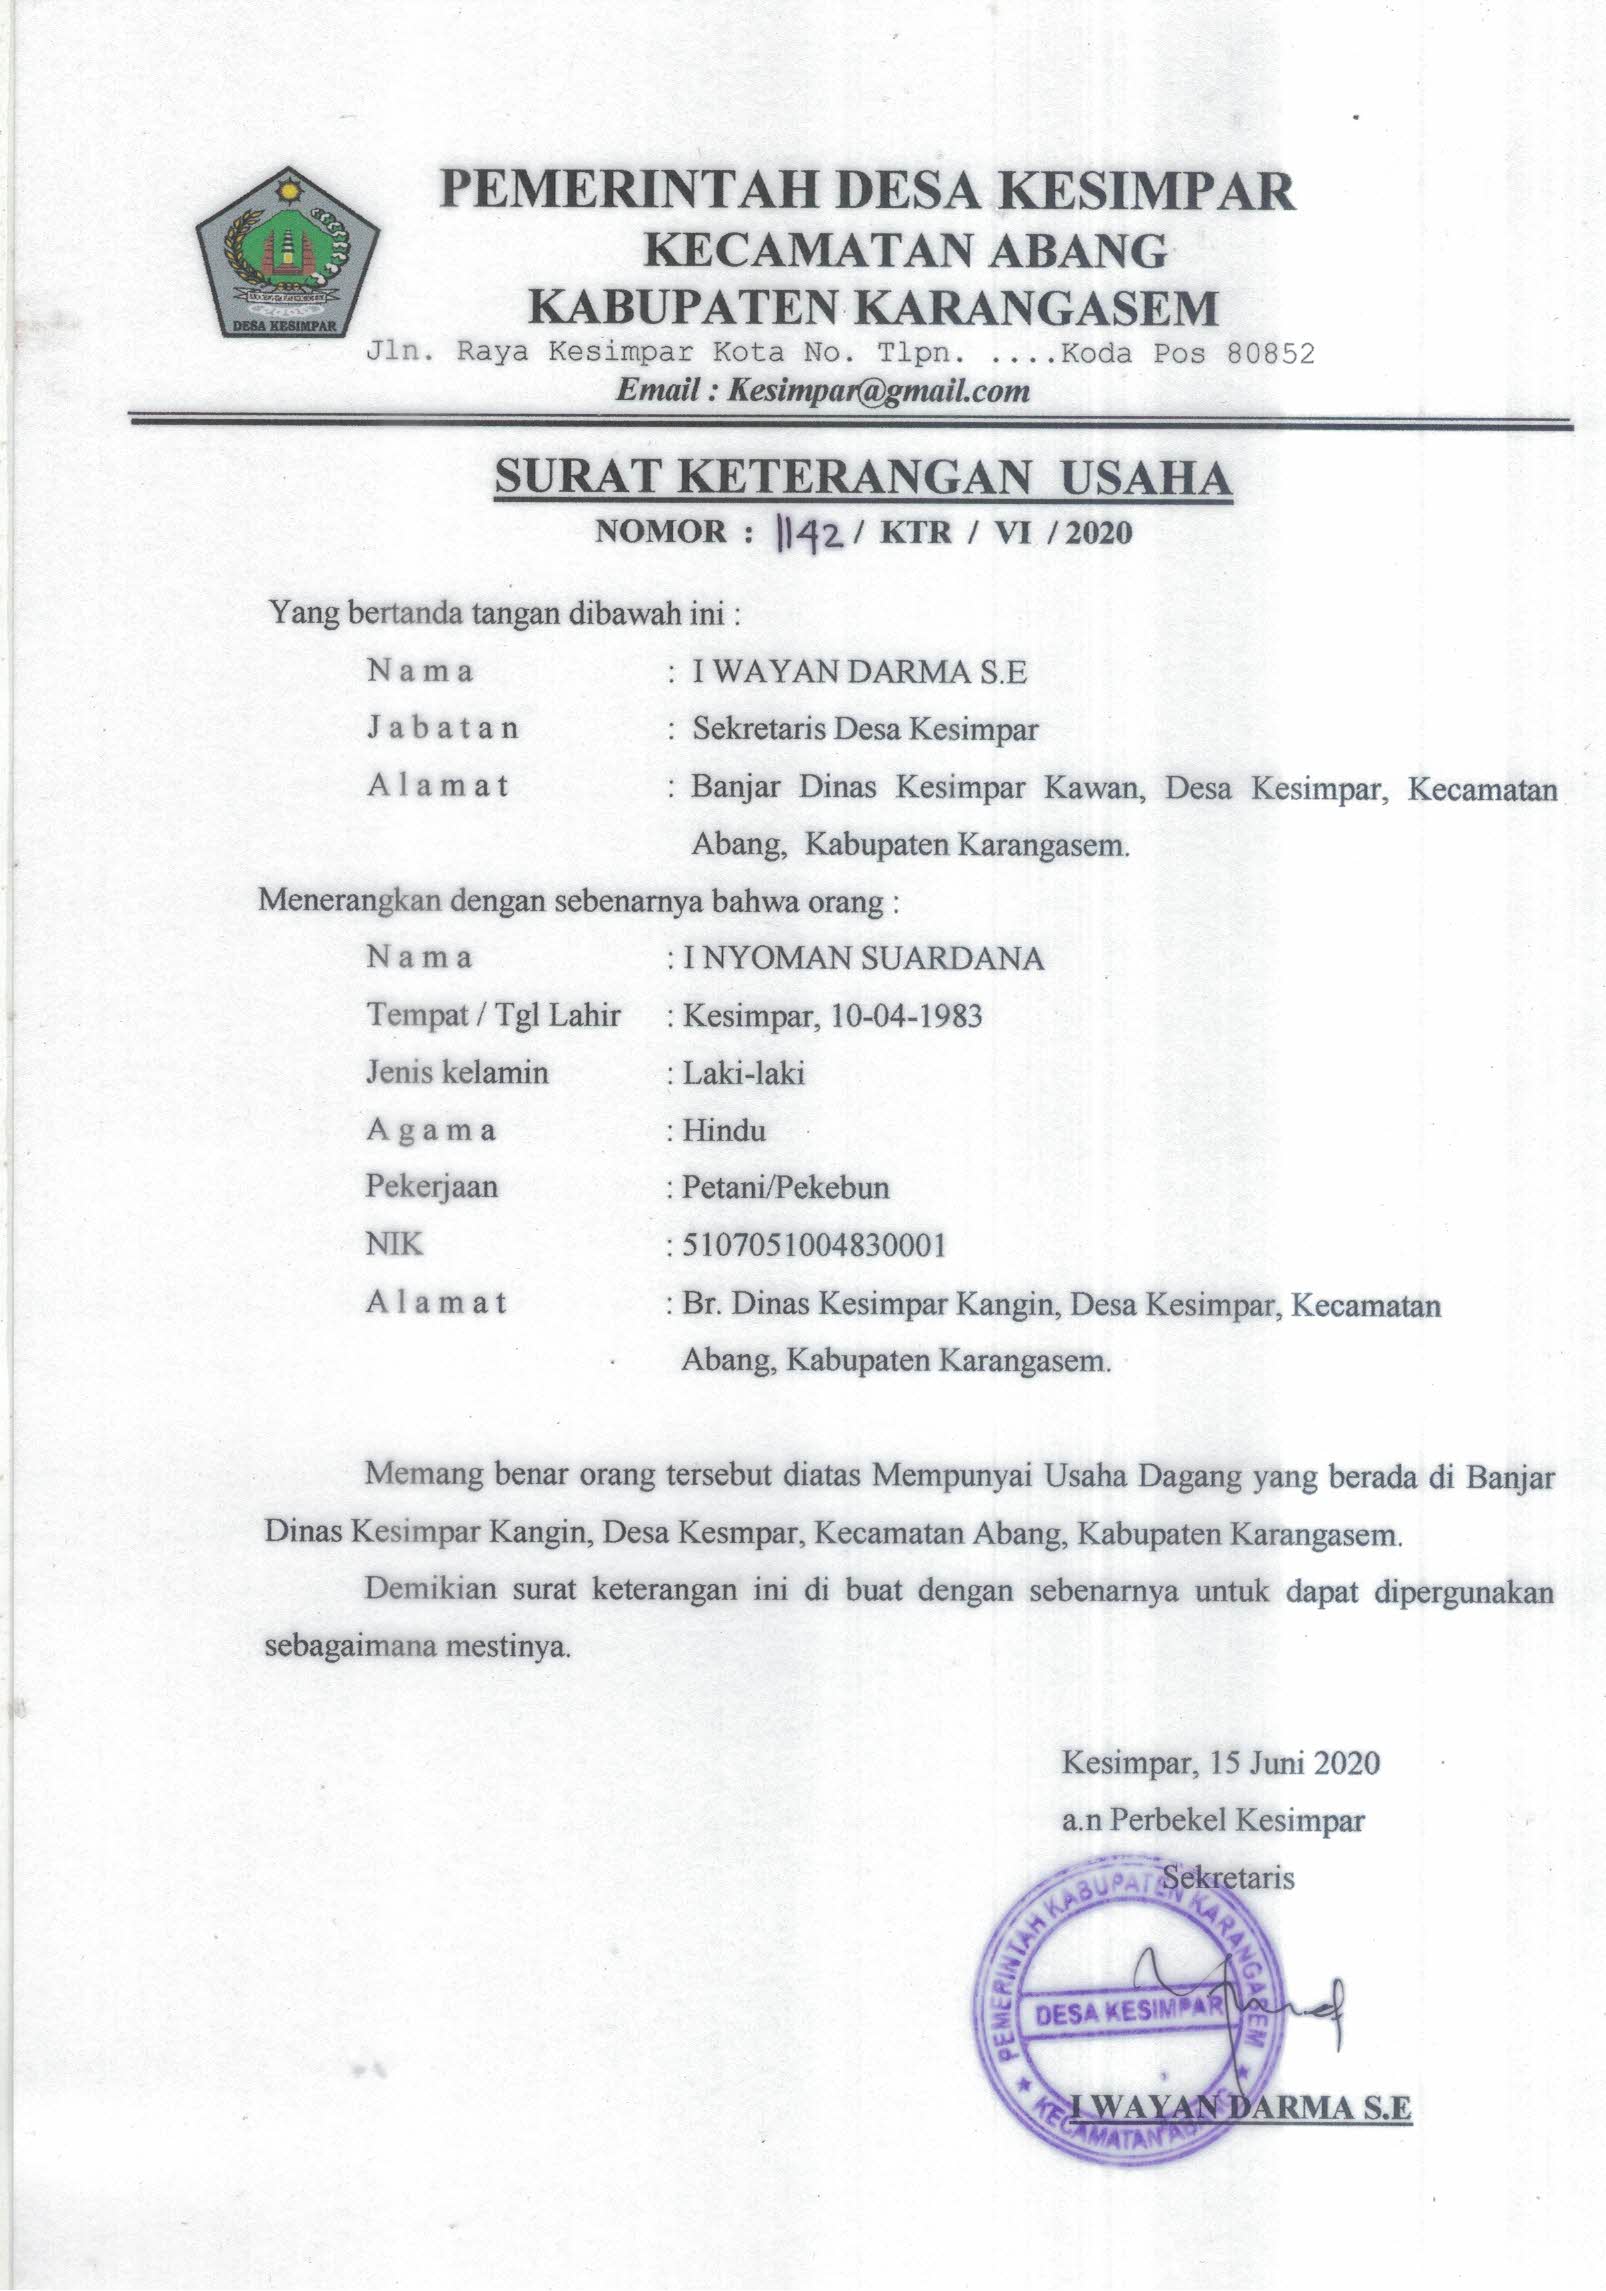 PEMERINTAH DESA KESIMPAR
KECAMATAN ABANG
KABUPATEN KARANGASEM
Jln. Raya Kesimpar Kota No. Tlpn. ....Koda Pos 80852
Email : Kesimpar@gmail.com
DESA KESIMPAR
SURAT KETERANGAN USAHA
NOMOR : 1142 / KTR / VI / 2020
Yang bertanda tangan dibawah ini :
N a m a : I WAYAN DARMA S.E
J a b a t a n : Sekretaris Desa Kesimpar
A l a m a t : Banjar Dinas Kesimpar Kawan, Desa Kesimpar, Kecamatan
Abang, Kabupaten Karangasem.
Menerangkan dengan sebenarnya bahwa orang :
N a m a : I NYOMAN SUARDANA
Tempat / Tgl Lahir : Kesimpar, 10-04-1983
Jenis kelamin : Laki-laki
A g a m a : Hindu
Pekerjaan : Petani/Pekebun
NIK : 5107051004830001
A l a m a t : Br. Dinas Kesimpar Kangin, Desa Kesimpar, Kecamatan
Abang, Kabupaten Karangasem.
Memang benar orang tersebut diatas Mempunyai Usaha Dagang yang berada di Banjar
Dinas Kesimpar Kangin, Desa Kesmpar, Kecamatan Abang, Kabupaten Karangasem.
Demikian surat keterangan ini di buat dengan sebenarnya untuk dapat dipergunakan
sebagaimana mestinya.
Kesimpar, 15 Juni 2020
a.n Perbekel Kesimpar
Sekretaris
PEMERINTAH KABUPATEN KARANGASEM
DESA KESIMPAR
KECAMATAN ABANG
I WAYAN DARMA S.E